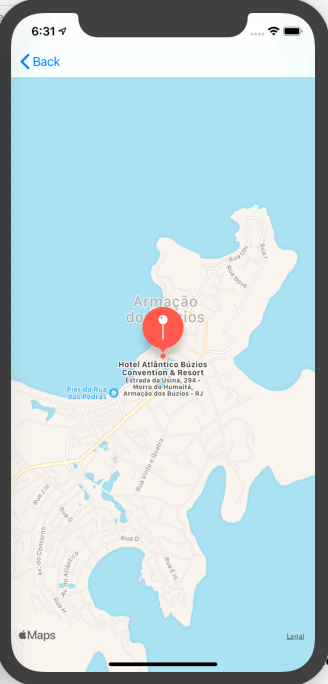 6:31
Back
Rua Um
Rua I
Rua Nove
Armação
dos Búzios
Hotel Atlântico Búzios
Convention & Resort
Estrada da Usina, 294 -
Morro do Humaitá,
Armação dos Búzios - RJ
Pier da Rua
das Pedras
Rua Vinte e Quatro
Rua J III
Rua G
Av. do Contorno
Av. do Atlântico
Rua H
Rua D
Rua E III
Maps
Legal